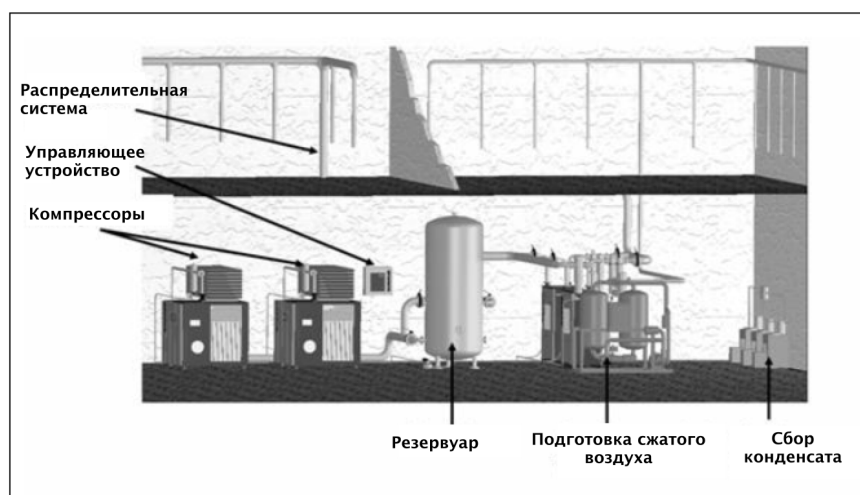 Распределительная
система
Управляющее
устройство
Компрессоры
Резервуар
Подготовка сжатого
воздуха
Сбор
конденсата